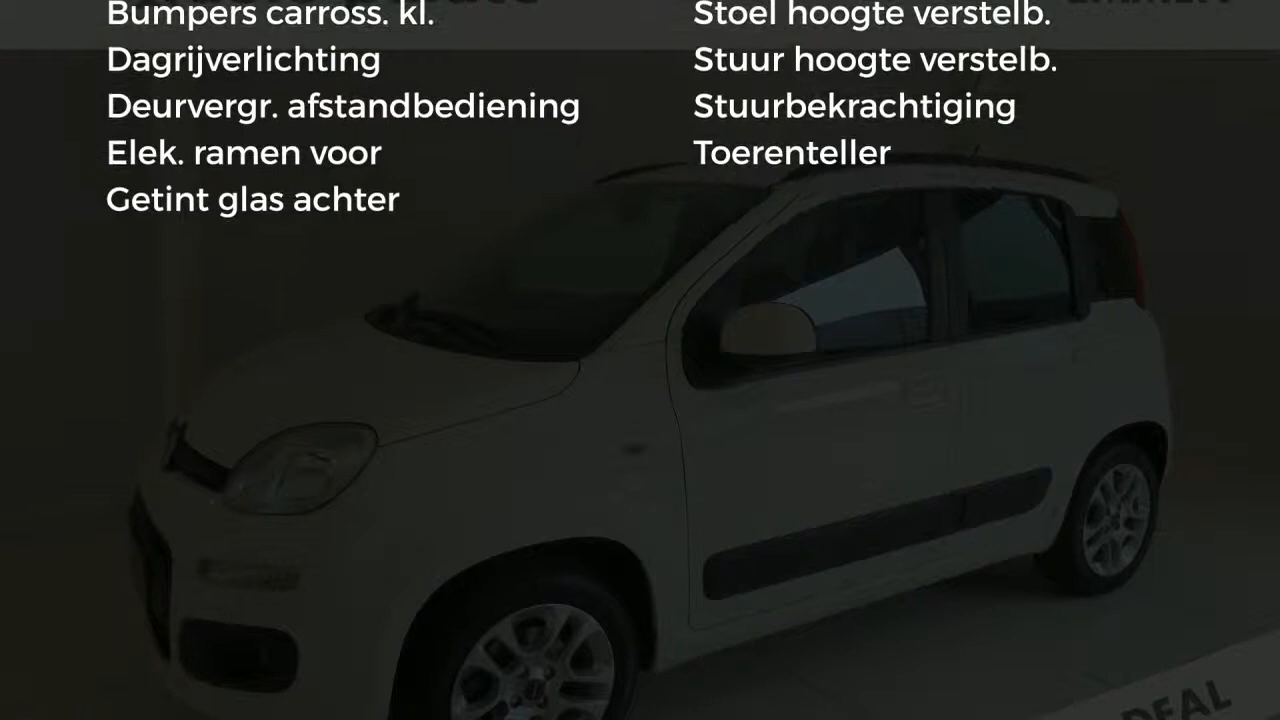 Bumpers carross. kl.
Dagrijverlichting
Deurvergr. afstandbediening
Elek. ramen voor
Getint glas achter
Stoel hoogte verstelb.
Stuur hoogte verstelb.
Stuurbekrachtiging
Toerenteller